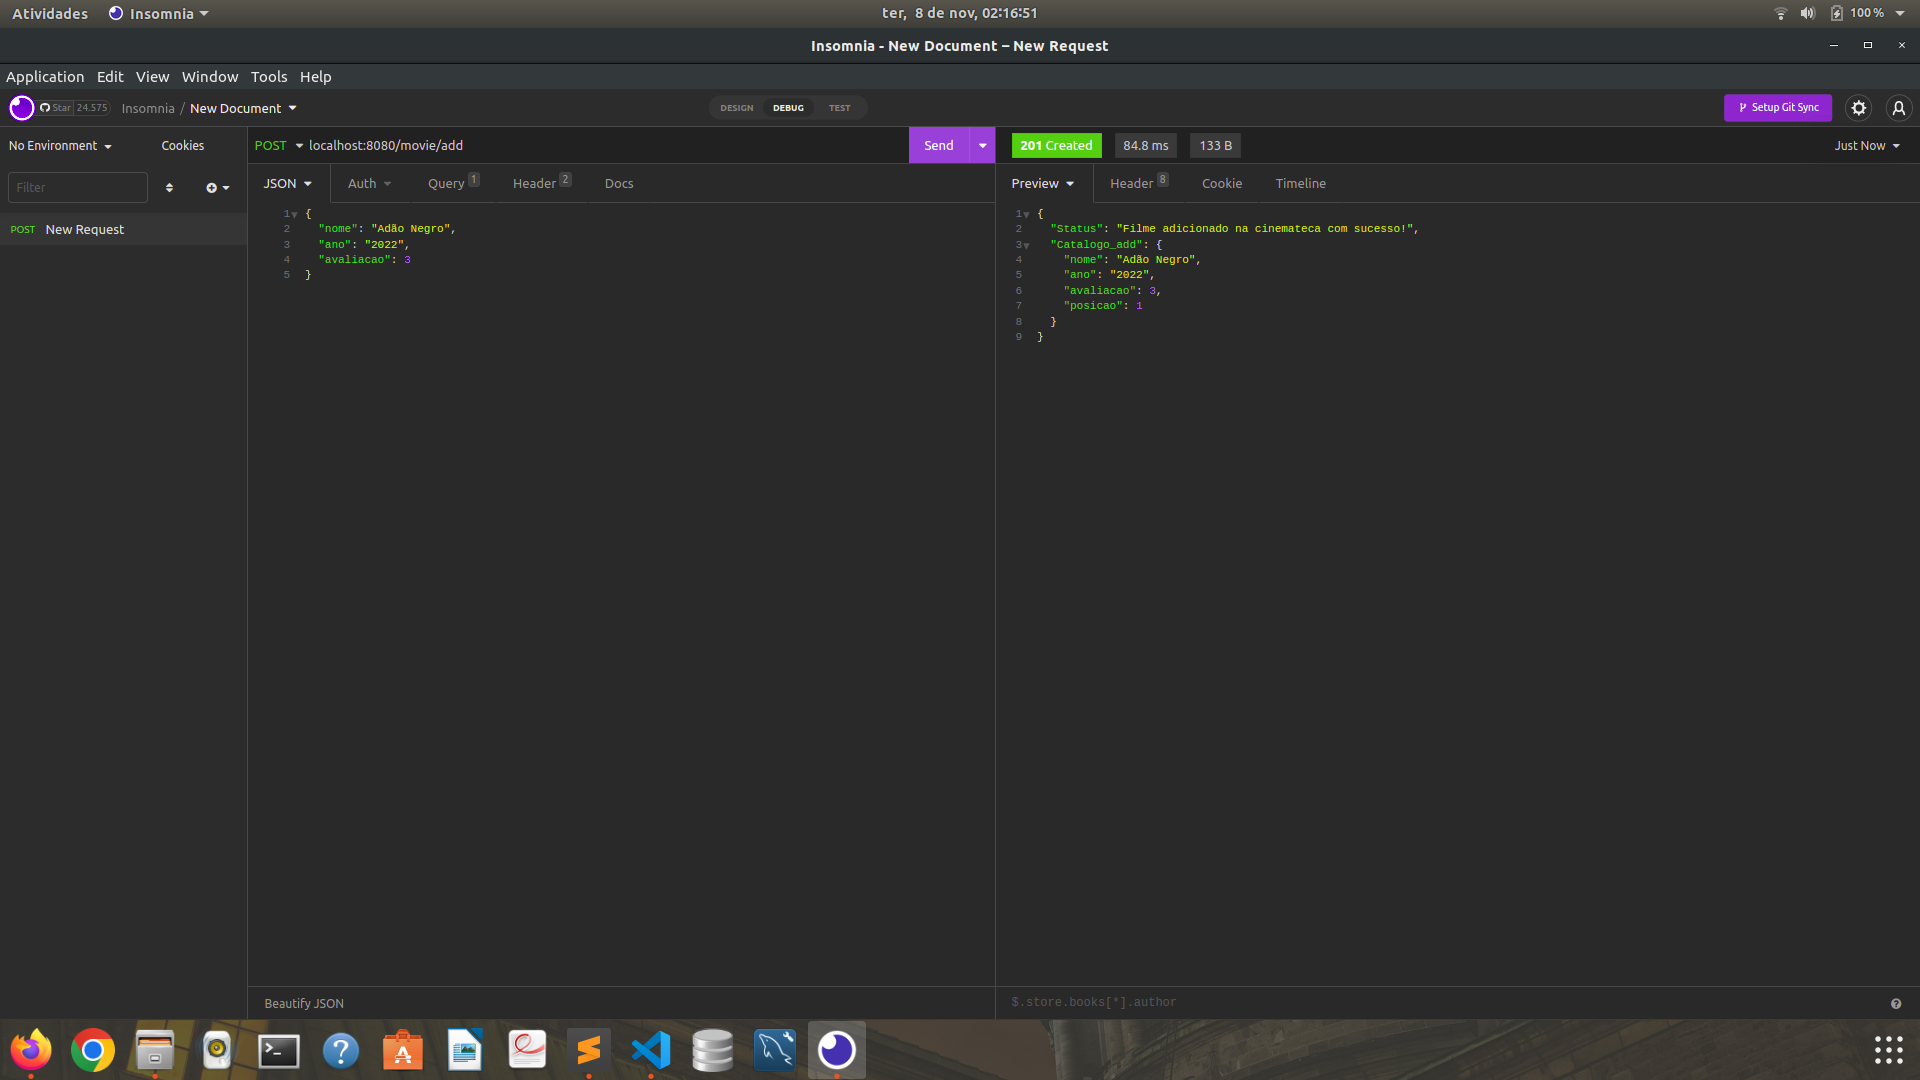 Atividades Insomnia ter, 8 de nov, 02:16:51 100%
Insomnia - New Document – New Request
Application Edit View Window Tools Help
Star 24.575 Insomnia / New Document DESIGN DEBUG TEST Setup Git Sync
No Environment Cookies
Filter
POST New Request
POST localhost:8080/movie/add Send
JSON Auth Query 1 Header 2 Docs
1 {
2 "nome": "Adão Negro",
3 "ano": "2022",
4 "avaliacao": 3
5 }
Beautify JSON
201 Created 84.8 ms 133 B Just Now
Preview Header 8 Cookie Timeline
1 {
2 "Status": "Filme adicionado na cinemateca com sucesso!",
3 "Catalogo_add": {
4 "nome": "Adão Negro",
5 "ano": "2022",
6 "avaliacao": 3,
7 "posicao": 1
8 }
9 }
$.store.books[*].author